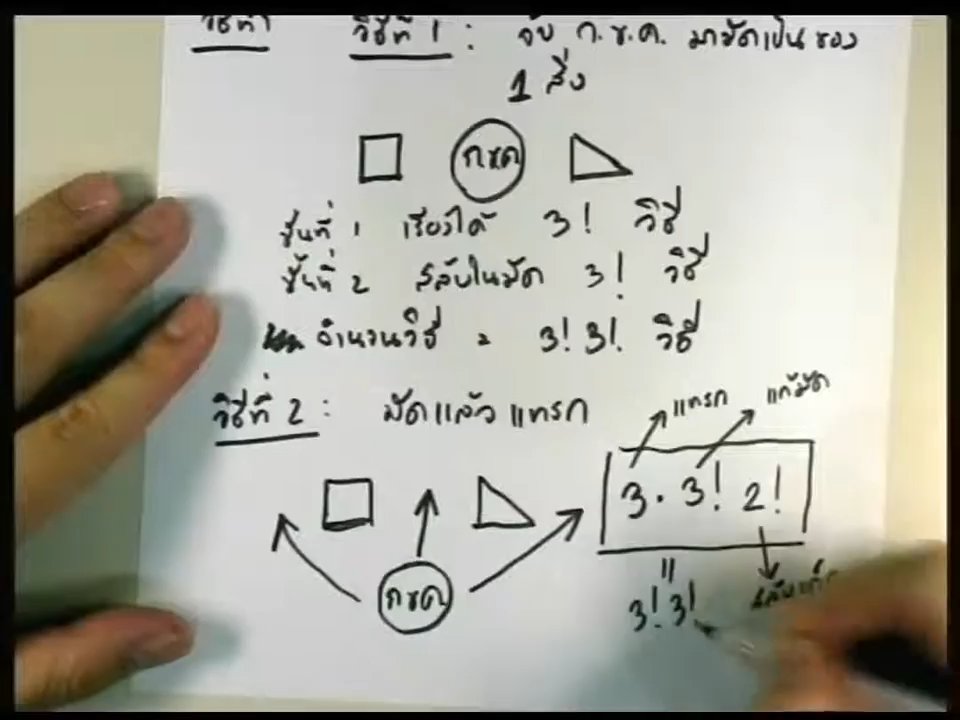 วิธีทำ วิธีที่ 1 : จับ ก.ข.ค. มามัดเป็นของ
1 สิ่ง
กขค
ขั้นที่ 1 เรียงได้ 3! วิธี
ขั้นที่ 2 สลับในมัด 3! วิธี
จำนวนวิธี = 3! 3! วิธี
วิธีที่ 2 : มัดแล้วแทรก
แทรก แก้มัด
3 · 3! 2!
กขค
3! 3!